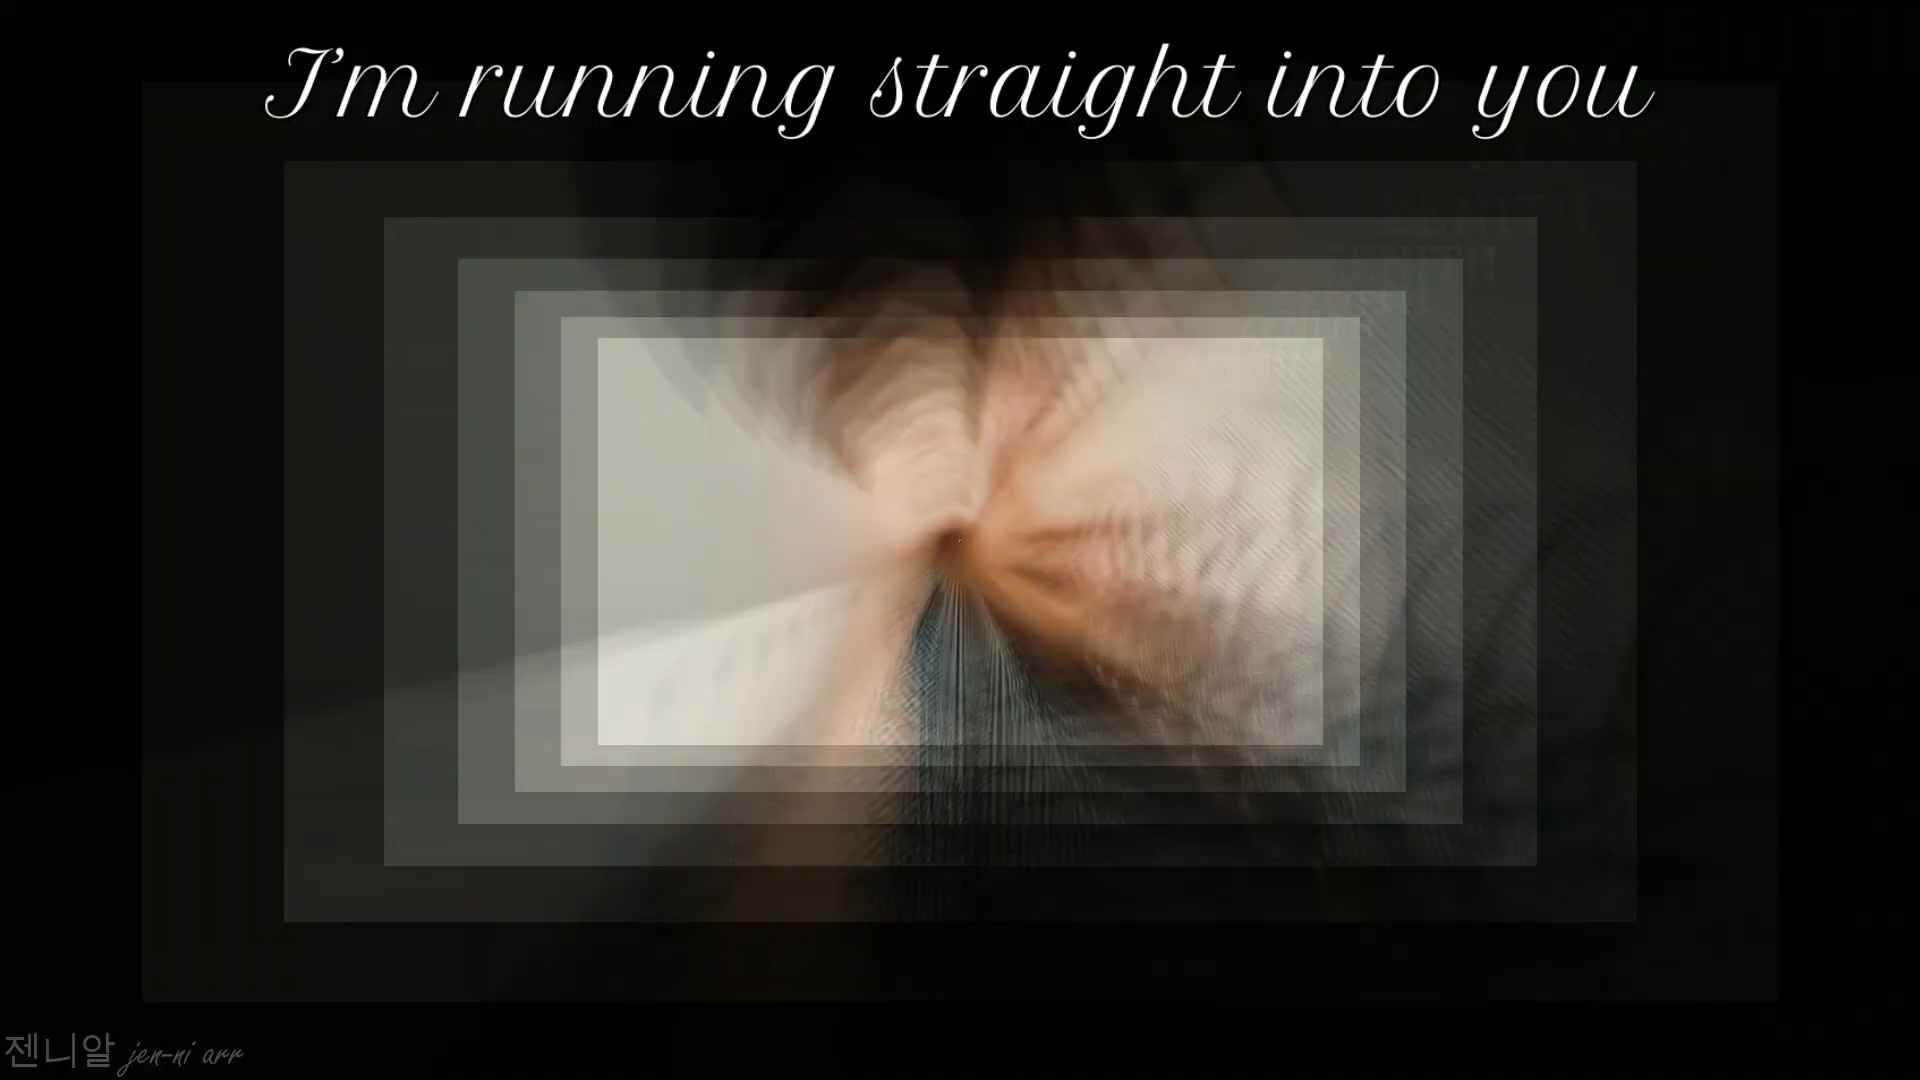 I'm running straight into you
젠니알 jen-ni arr